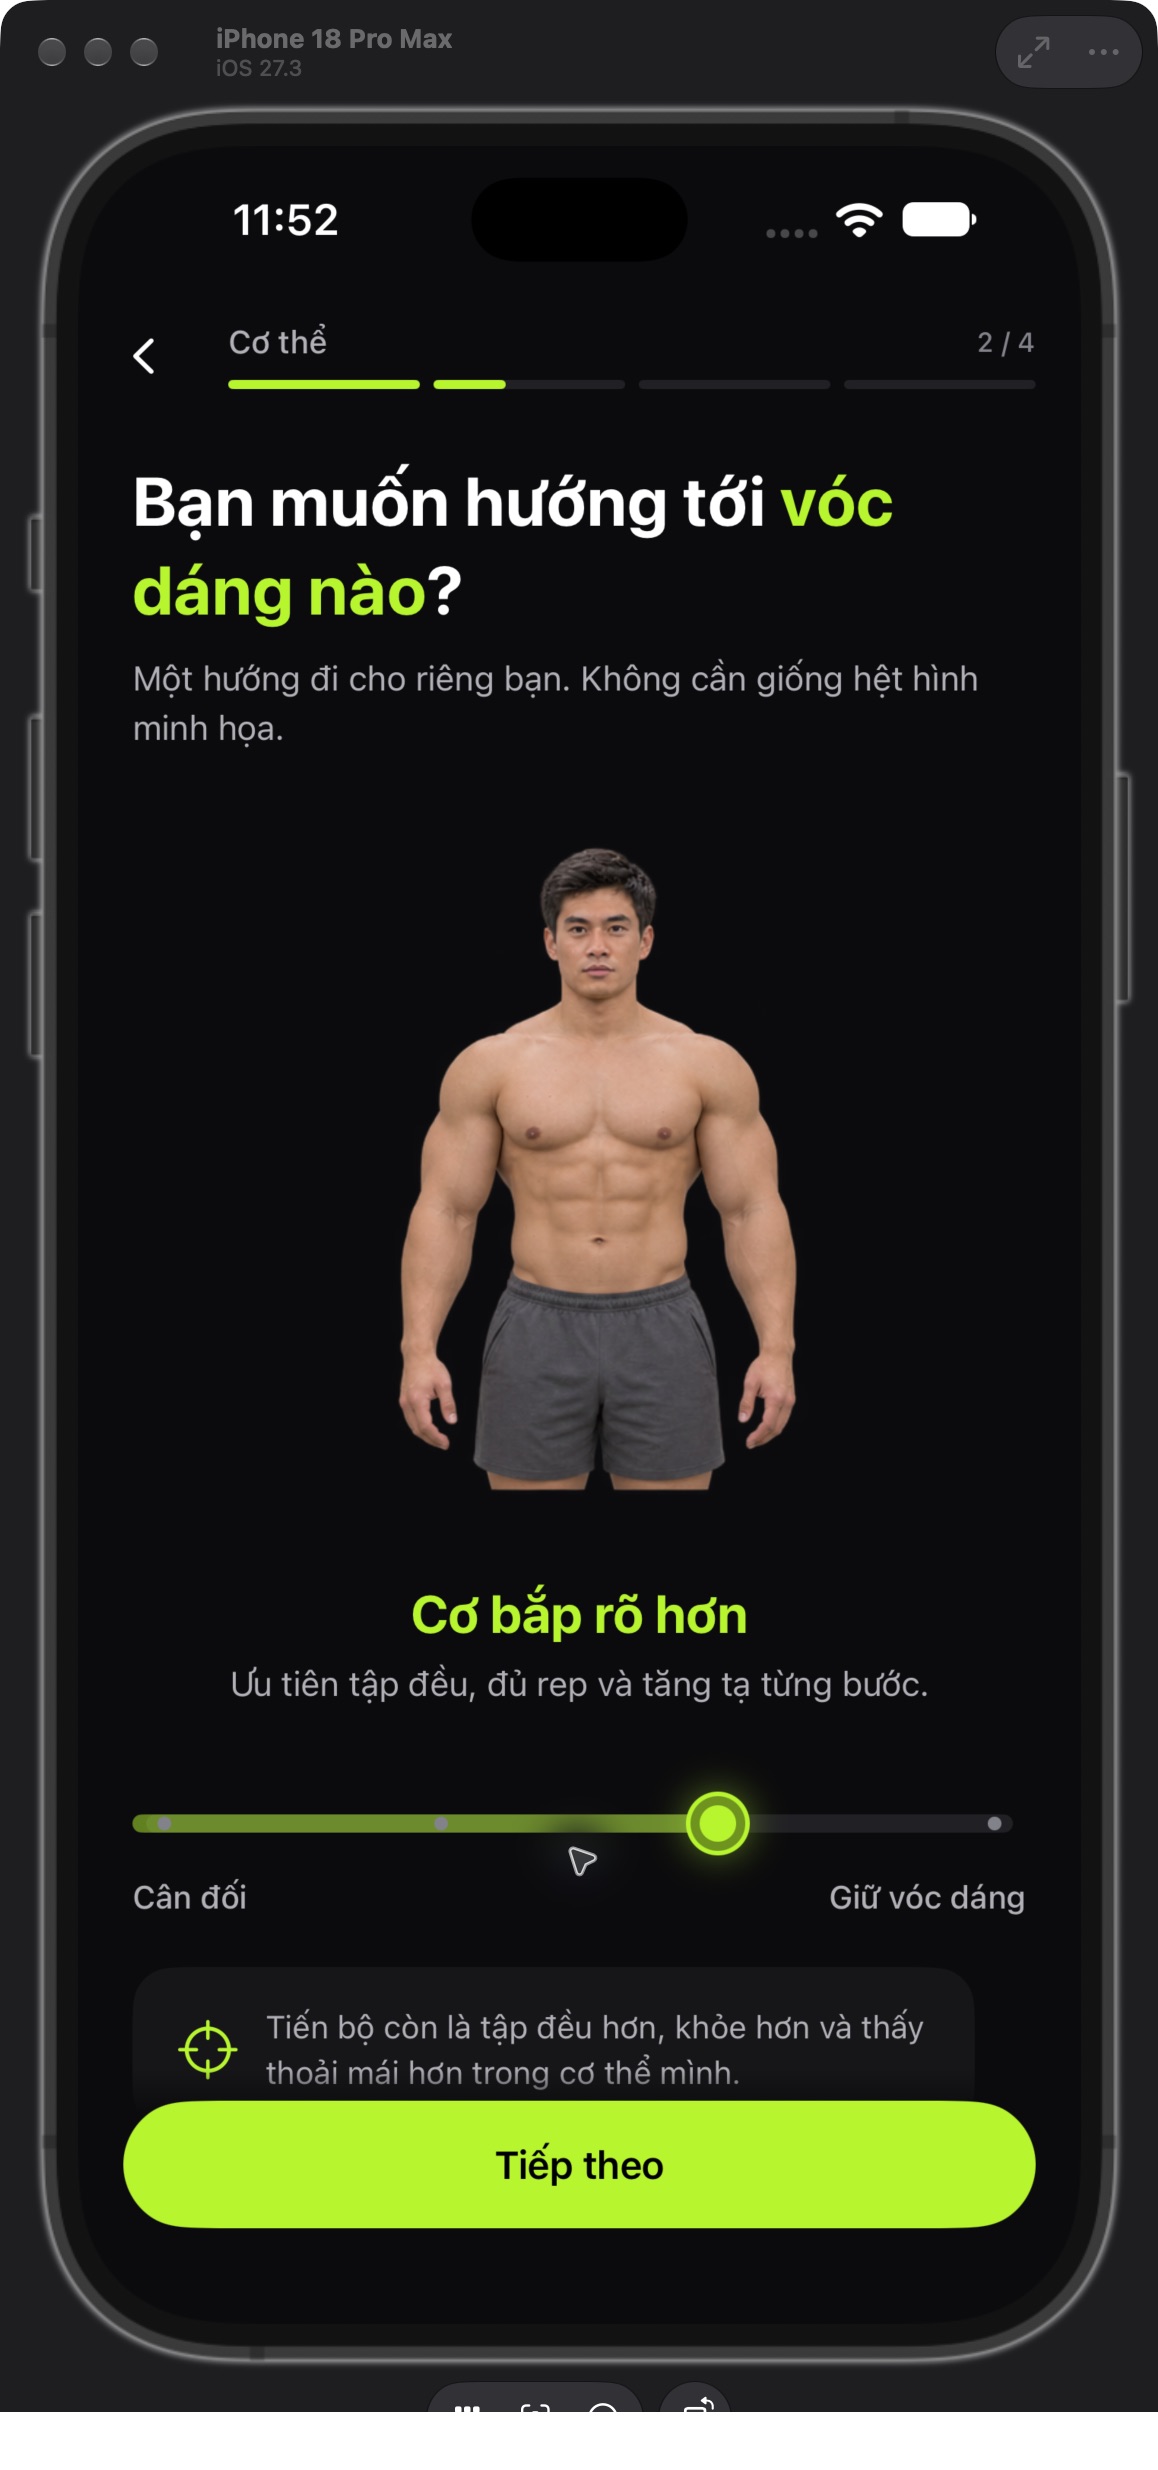 iPhone 18 Pro Max
iOS 27.3
11:52
Cơ thể
2 / 4
Bạn muốn hướng tới vóc
dáng nào?
Một hướng đi cho riêng bạn. Không cần giống hệt hình
minh họa.
Cơ bắp rõ hơn
Ưu tiên tập đều, đủ rep và tăng tạ từng bước.
Cân đối
Giữ vóc dáng
Tiến bộ còn là tập đều hơn, khỏe hơn và thấy
thoải mái hơn trong cơ thể mình.
Tiếp theo